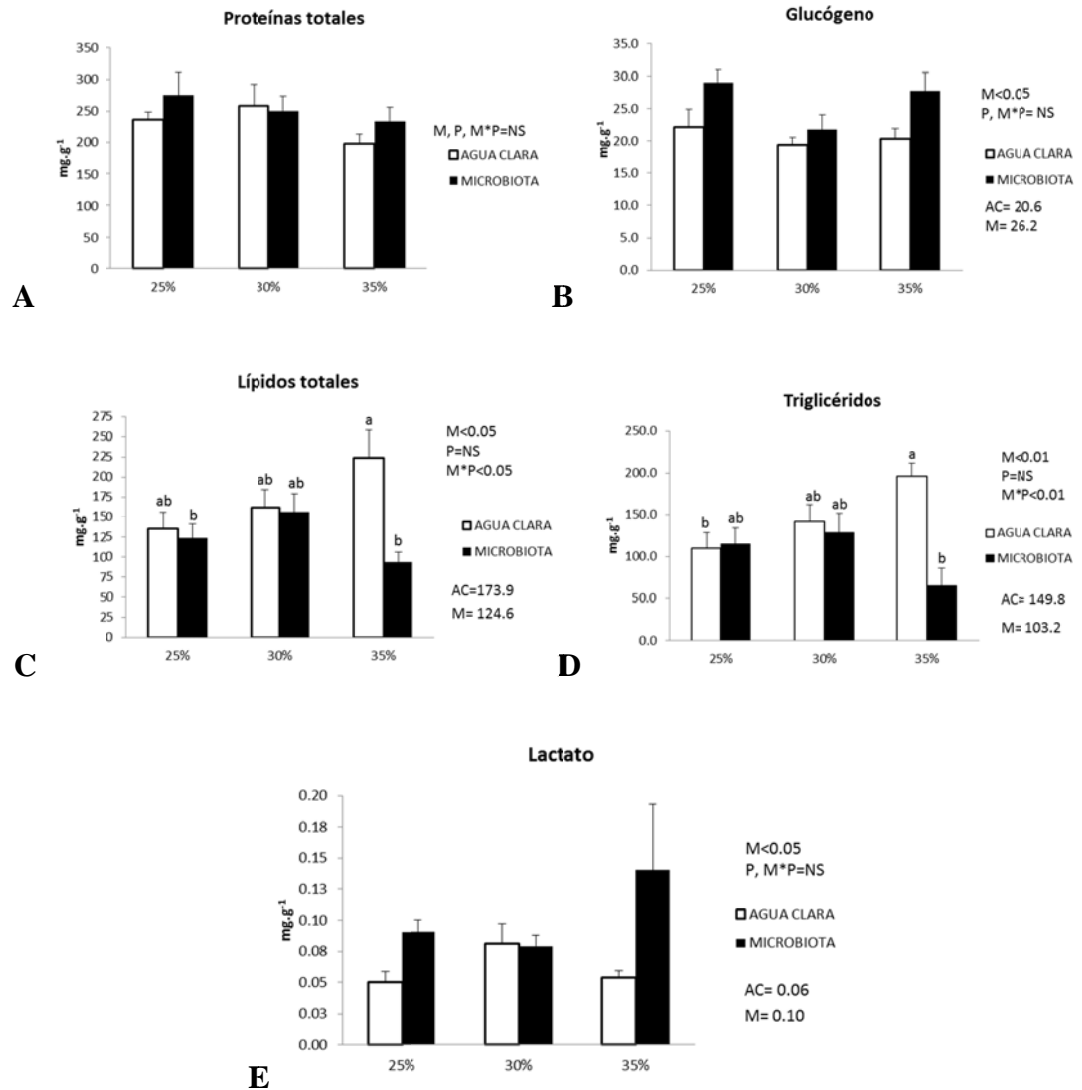 Proteínas totales
350
300
250
200
150
100
50
0
mg.g-1
25% 30% 35%
M, P, M*P=NS
AGUA CLARA
MICROBIOTA
A
Glucógeno
35.0
30.0
25.0
20.0
15.0
10.0
5.0
0.0
mg.g-1
25% 30% 35%
M<0.05
P, M*P= NS
AGUA CLARA
MICROBIOTA
AC= 20.6
M= 26.2
B
Lípidos totales
275
250
225
200
175
150
125
100
75
50
25
0
mg.g-1
ab b ab ab a b
25% 30% 35%
M<0.05
P=NS
M*P<0.05
AGUA CLARA
MICROBIOTA
AC=173.9
M= 124.6
C
Triglicéridos
250.0
200.0
150.0
100.0
50.0
0.0
mg.g-1
b ab ab ab a b
25% 30% 35%
M<0.01
P=NS
M*P<0.01
AGUA CLARA
MICROBIOTA
AC= 149.8
M= 103.2
D
Lactato
0.20
0.18
0.15
0.13
0.10
0.08
0.05
0.03
0.00
mg.g-1
25% 30% 35%
M<0.05
P, M*P=NS
AGUA CLARA
MICROBIOTA
AC= 0.06
M= 0.10
E